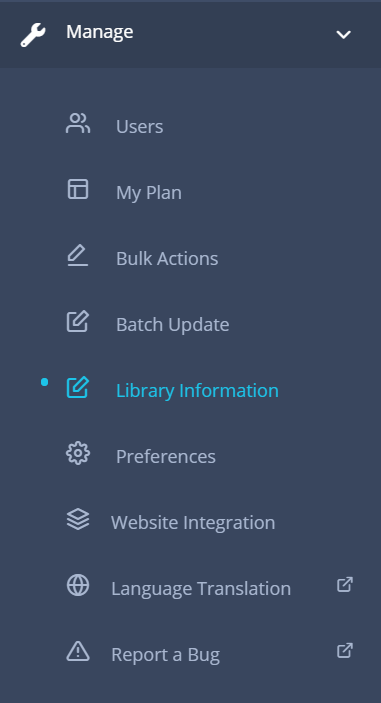 Manage
Users
My Plan
Bulk Actions
Batch Update
Library Information
Preferences
Website Integration
Language Translation
Report a Bug